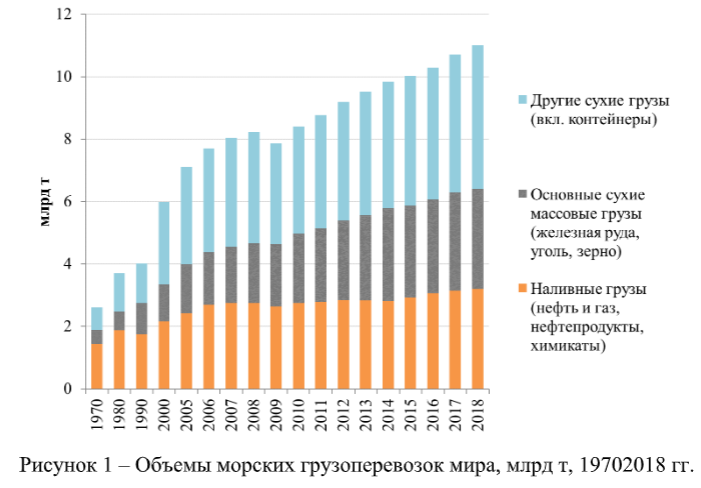 12
10
8
6
4
2
0
млрд т
1970
1980
1990
2000
2005
2006
2007
2008
2009
2010
2011
2012
2013
2014
2015
2016
2017
2018
Другие сухие грузы
(вкл. контейнеры)
Основные сухие
массовые грузы
(железная руда,
уголь, зерно)
Наливные грузы
(нефть и газ,
нефтепродукты,
химикаты)
Рисунок 1 – Объемы морских грузоперевозок мира, млрд т, 19702018 гг.